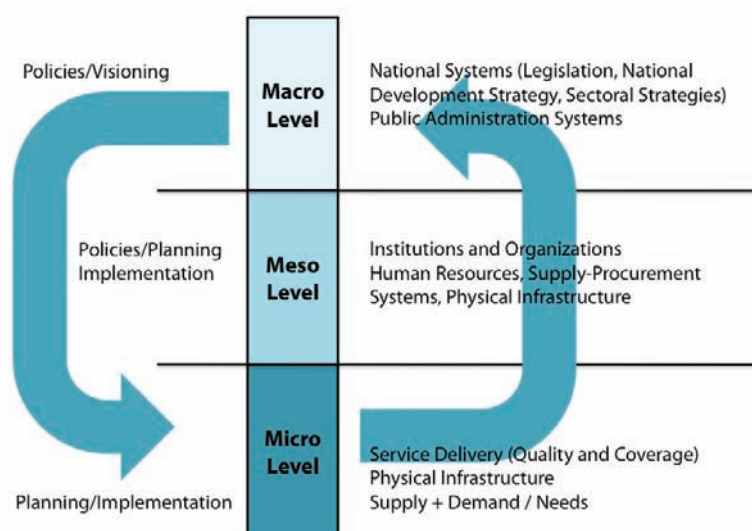 Policies/Visioning
Macro
Level
National Systems (Legislation, National
Development Strategy, Sectoral Strategies)
Public Administration Systems
Policies/Planning
Implementation
Meso
Level
Institutions and Organizations
Human Resources, Supply-Procurement
Systems, Physical Infrastructure
Planning/Implementation
Micro
Level
Service Delivery (Quality and Coverage)
Physical Infrastructure
Supply + Demand / Needs